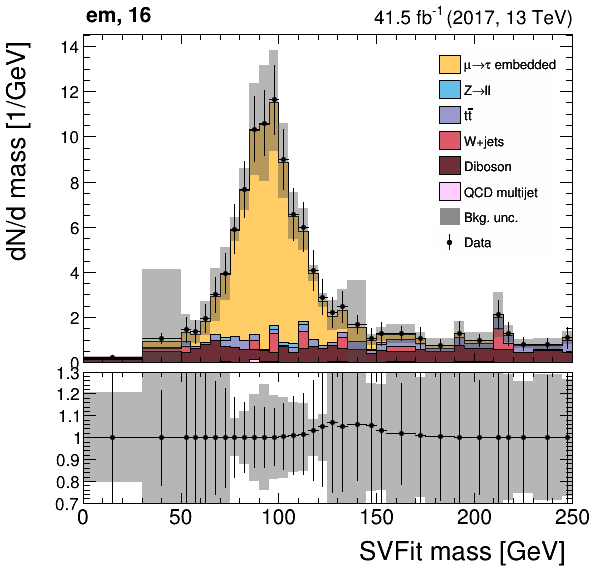 em, 16
41.5 fb⁻¹ (2017, 13 TeV)
dN/d mass [1/GeV]
14
12
10
8
6
4
2
0
μ→τ embedded
Z→ll
tt̄
W+jets
Diboson
QCD multijet
Bkg. unc.
Data
1.3
1.2
1.1
1
0.9
0.8
0.7
0 50 100 150 200 250
SVFit mass [GeV]